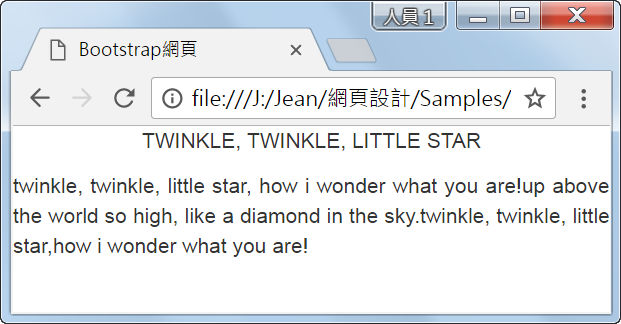 人員 1
Bootstrap網頁
file:///J:/Jean/網頁設計/Samples/
TWINKLE, TWINKLE, LITTLE STAR
twinkle, twinkle, little star, how i wonder what you are!up above
the world so high, like a diamond in the sky.twinkle, twinkle, little
star,how i wonder what you are!